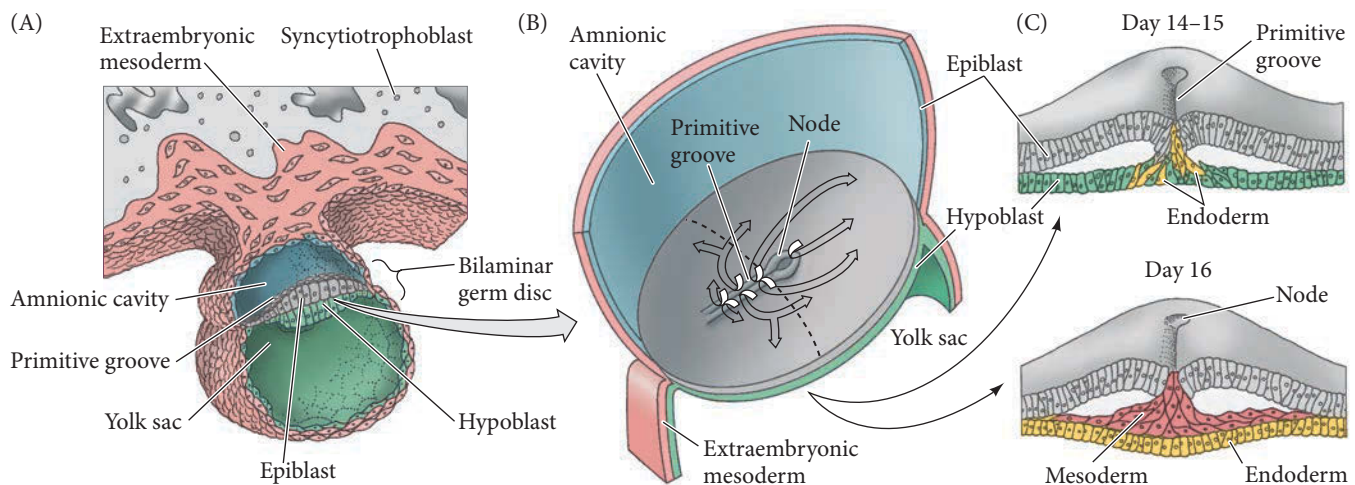 (A)
Extraembryonic
mesoderm
Syncytiotrophoblast
Amnionic cavity
Primitive groove
Yolk sac
Epiblast
Hypoblast
Bilaminar
germ disc
(B)
Amnionic
cavity
Primitive
groove
Node
Epiblast
Hypoblast
Yolk sac
Extraembryonic
mesoderm
(C)
Day 14–15
Primitive
groove
Endoderm
Day 16
Node
Mesoderm
Endoderm